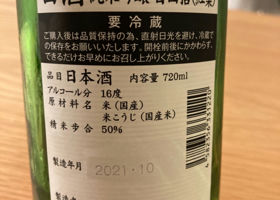 要冷蔵
ご購入後は品質保持の為、直射日光を避け、冷蔵で
の保存をお願いいたします。開栓前後にかかわらず、
できるだけお早めにお召し上がりください。
品目 日本酒 内容量 720ml
アルコール分 16度
原材料名 米(国産)
米こうじ(国産米)
精米歩合 50%
製造年月 2021・10